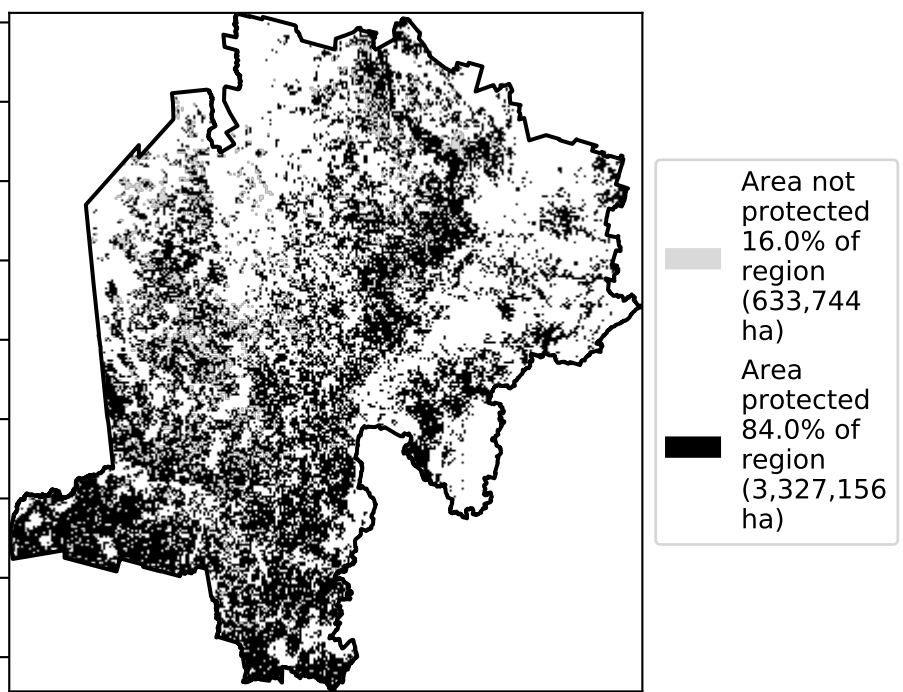 Area not
protected
16.0% of
region
(633,744
ha)
Area
protected
84.0% of
region
(3,327,156
ha)